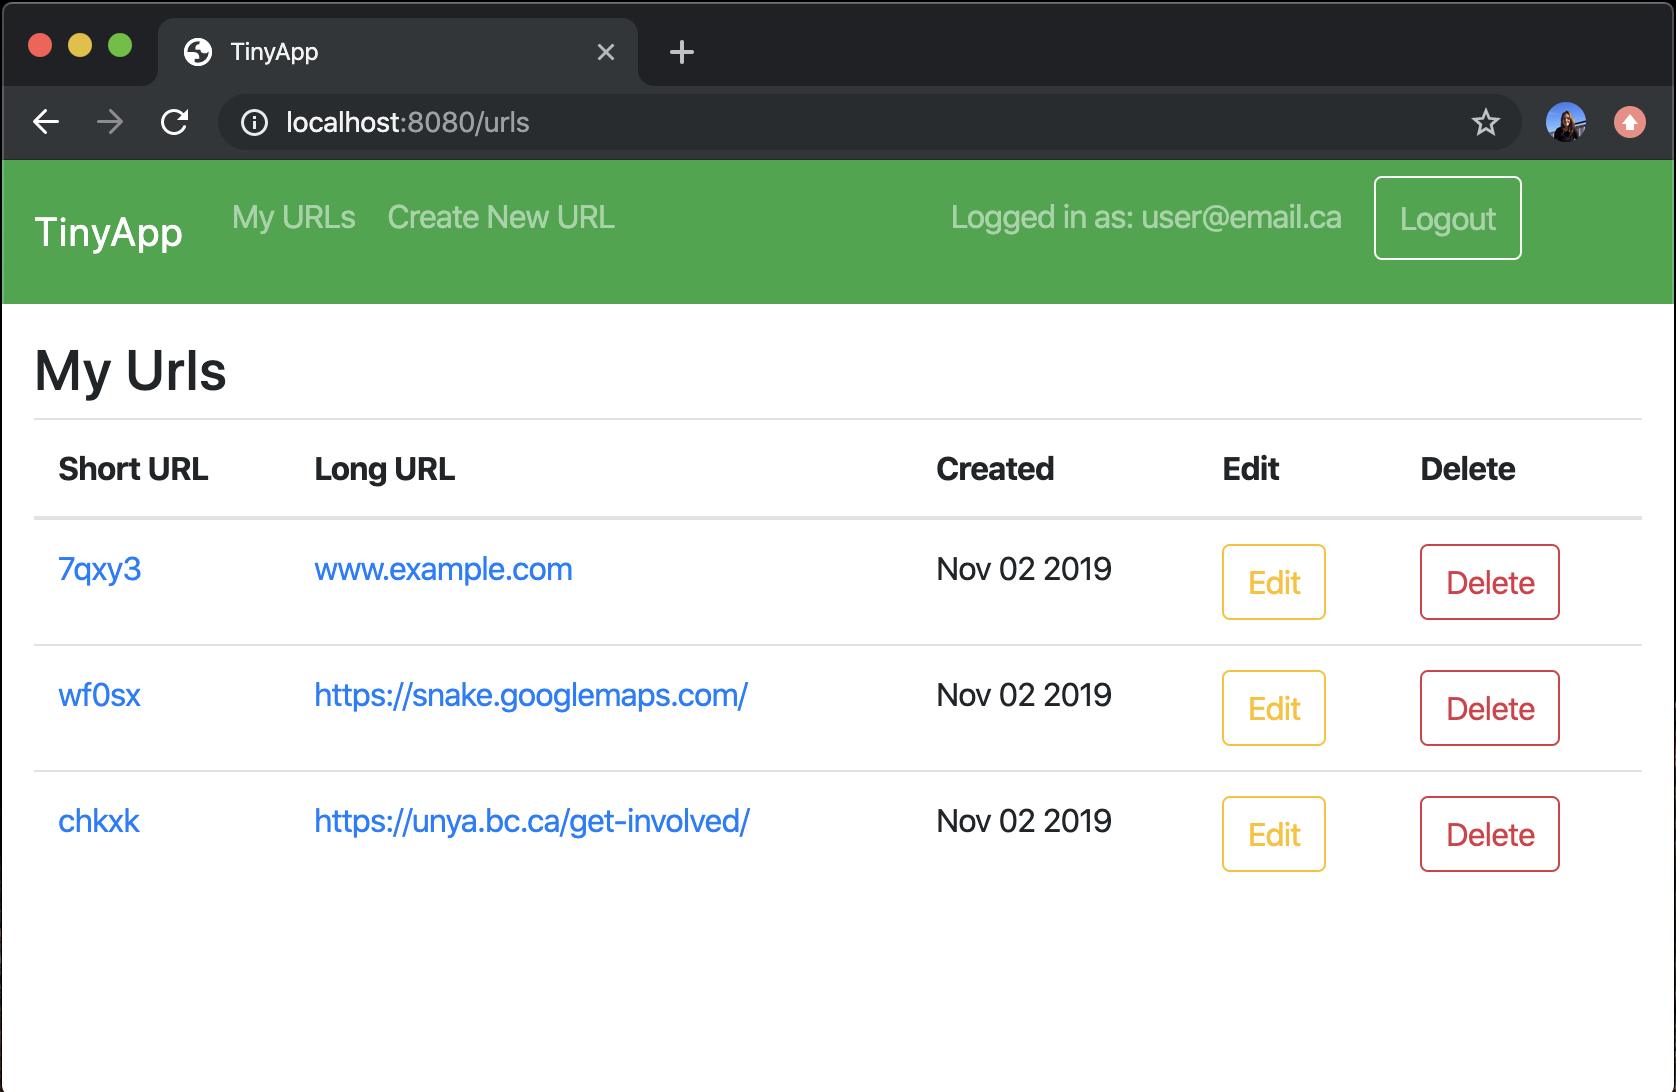 TinyApp
localhost:8080/urls
TinyApp My URLs Create New URL Logged in as: user@email.ca Logout
My Urls
Short URL Long URL Created Edit Delete
7qxy3 www.example.com Nov 02 2019 Edit Delete
wf0sx https://snake.googlemaps.com/ Nov 02 2019 Edit Delete
chkxk https://unya.bc.ca/get-involved/ Nov 02 2019 Edit Delete